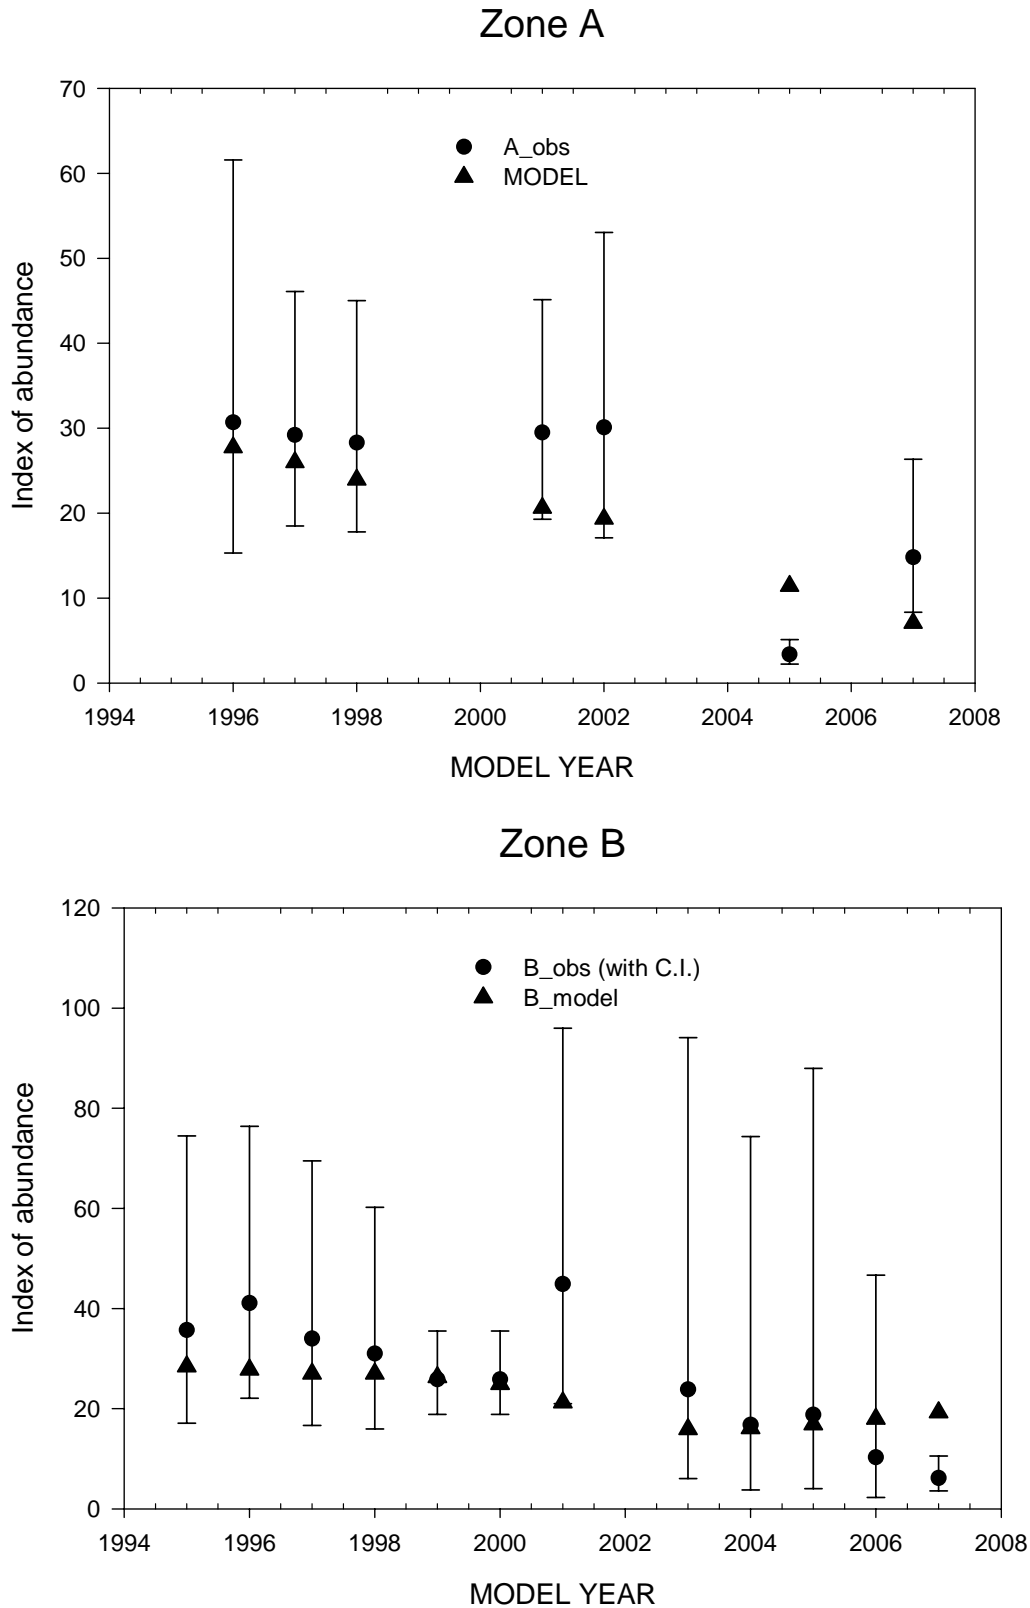 Zone A
70
60
50
40
30
20
10
0
Index of abundance
A_obs
MODEL
1994 1996 1998 2000 2002 2004 2006 2008
MODEL YEAR
Zone B
120
100
80
60
40
20
0
Index of abundance
B_obs (with C.I.)
B_model
1994 1996 1998 2000 2002 2004 2006 2008
MODEL YEAR